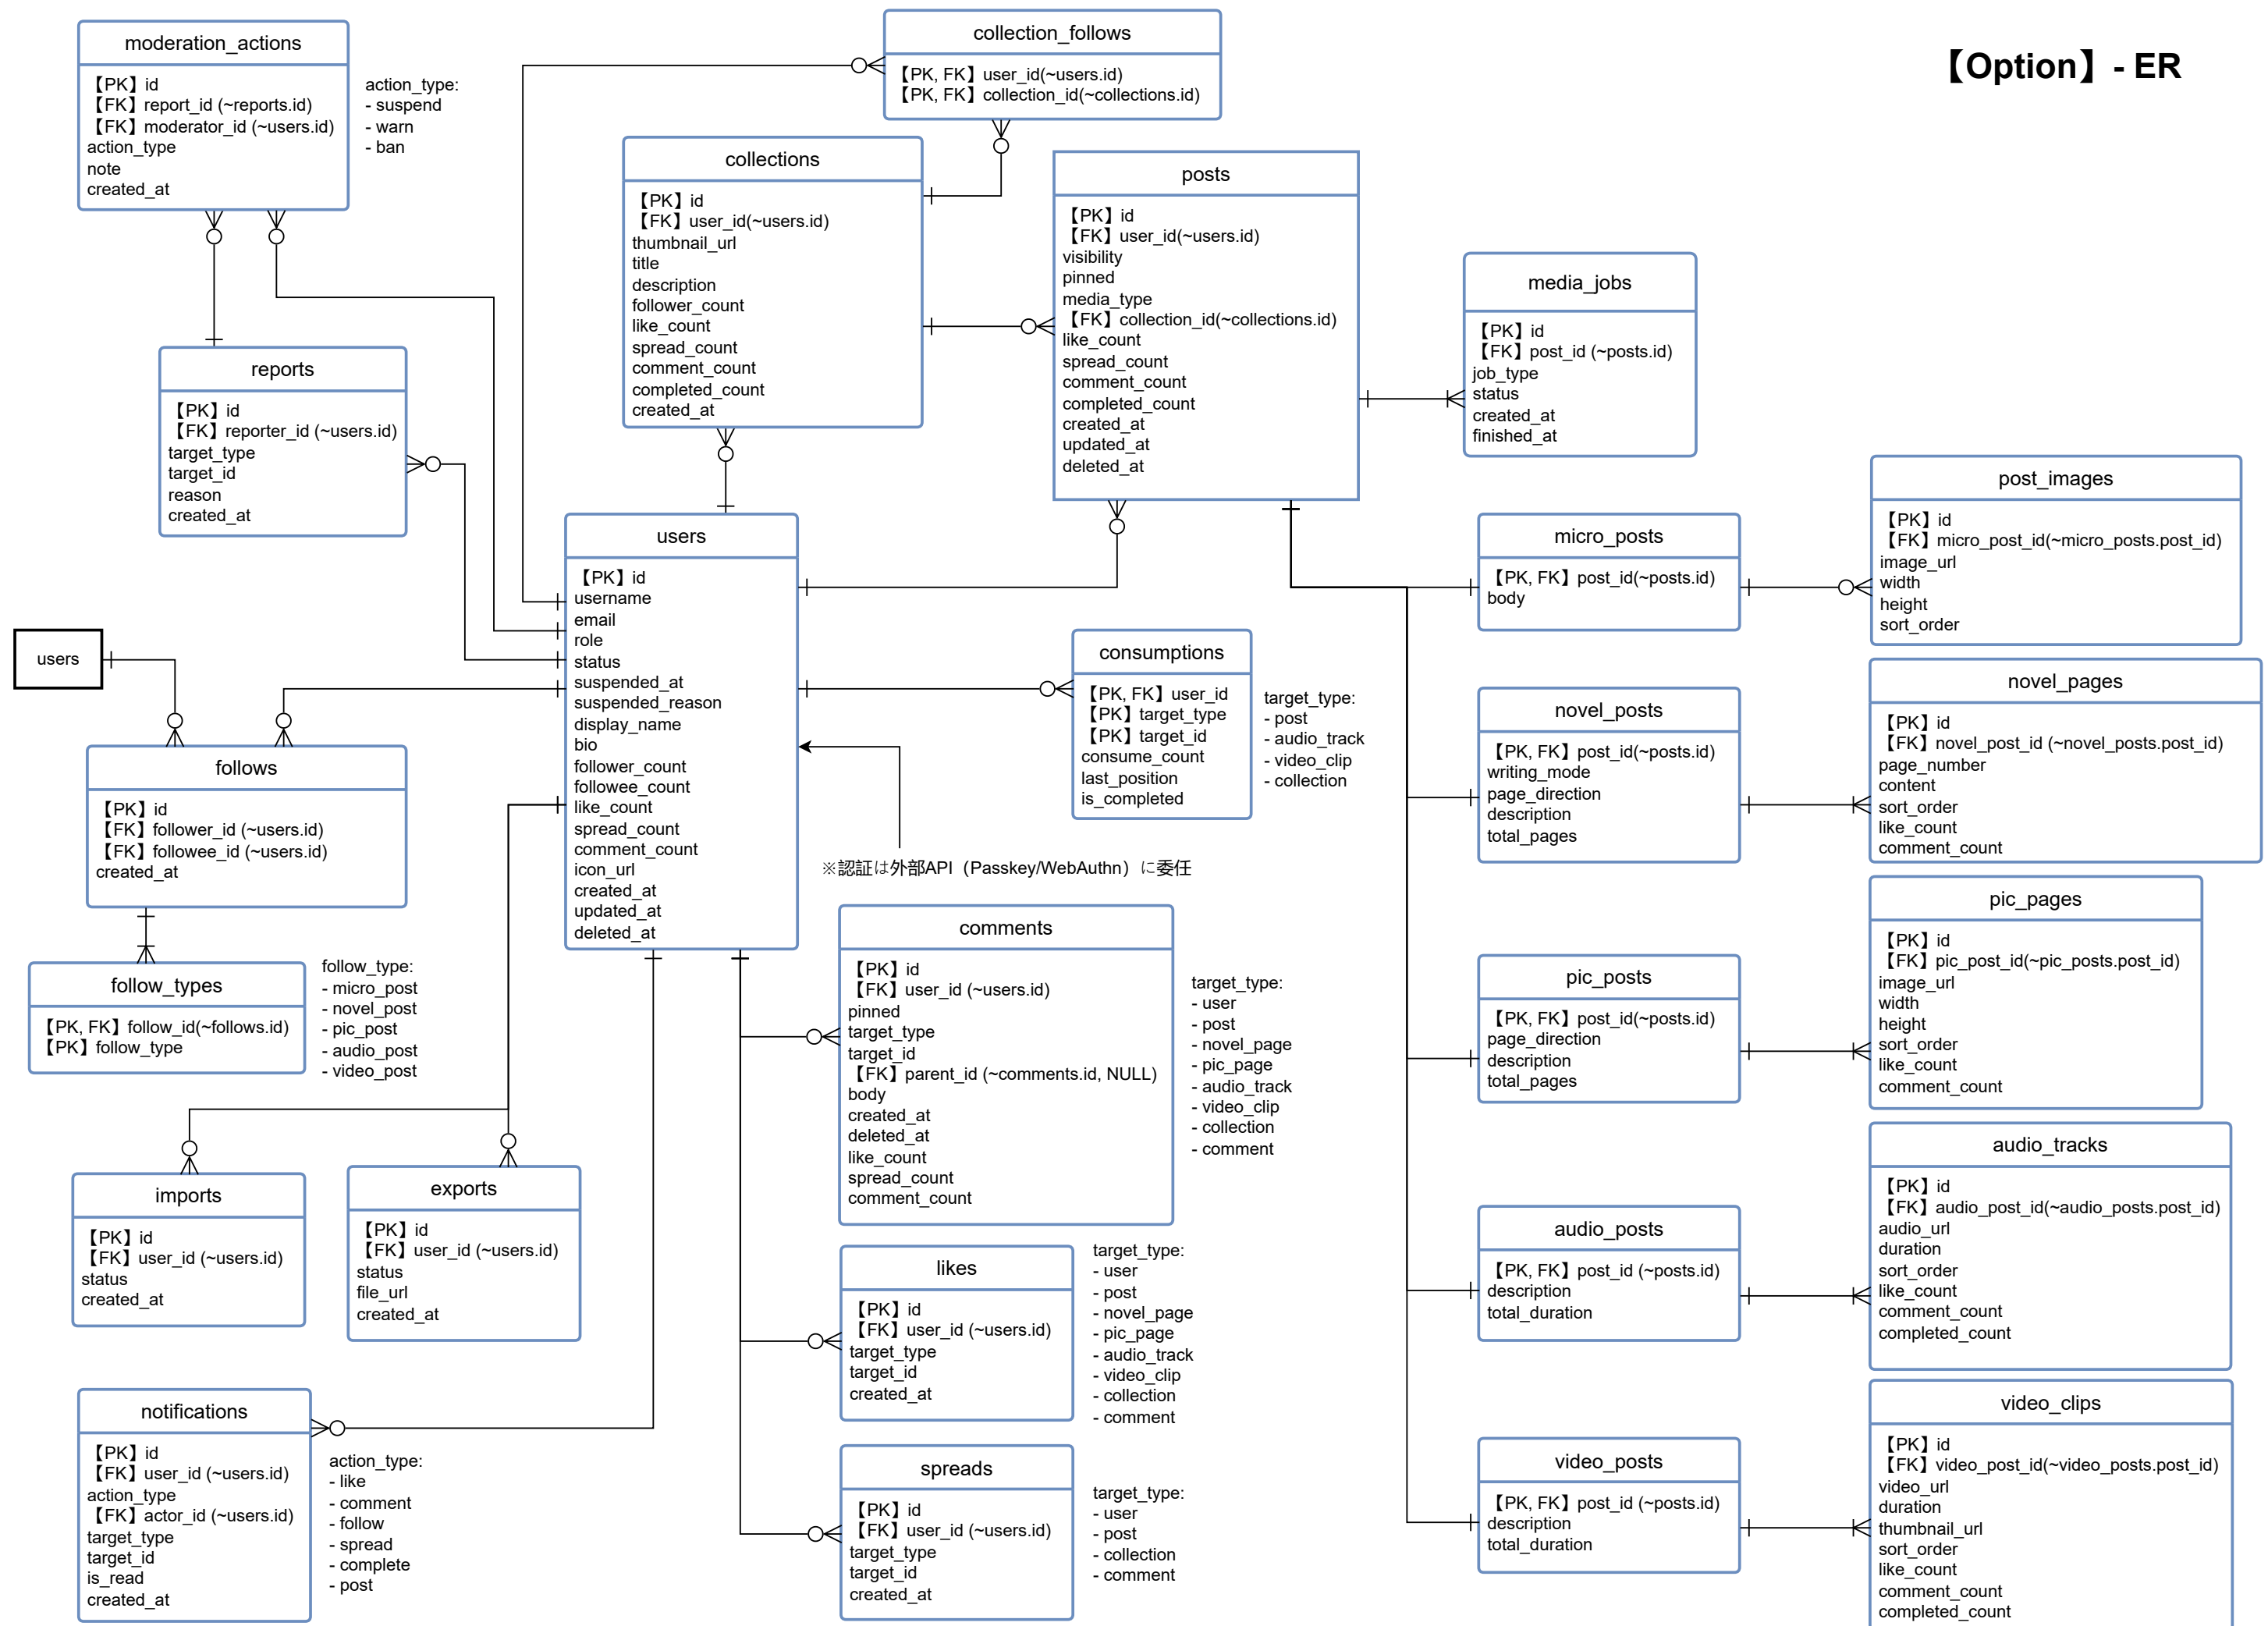 【Option】- ER
moderation_actions
【PK】id
【FK】report_id (~reports.id)
【FK】moderator_id (~users.id)
action_type
note
created_at
action_type:
- suspend
- warn
- ban
collection_follows
【PK, FK】user_id(~users.id)
【PK, FK】collection_id(~collections.id)
collections
【PK】id
【FK】user_id(~users.id)
thumbnail_url
title
description
follower_count
like_count
spread_count
comment_count
completed_count
created_at
posts
【PK】id
【FK】user_id(~users.id)
visibility
pinned
media_type
【FK】collection_id(~collections.id)
like_count
spread_count
comment_count
completed_count
created_at
updated_at
deleted_at
media_jobs
【PK】id
【FK】post_id (~posts.id)
job_type
status
created_at
finished_at
reports
【PK】id
【FK】reporter_id (~users.id)
target_type
target_id
reason
created_at
users
【PK】id
username
email
role
status
suspended_at
suspended_reason
display_name
bio
follower_count
followee_count
like_count
spread_count
comment_count
icon_url
created_at
updated_at
deleted_at
users
follows
【PK】id
【FK】follower_id (~users.id)
【FK】followee_id (~users.id)
created_at
follow_types
【PK, FK】follow_id(~follows.id)
【PK】follow_type
follow_type:
- micro_post
- novel_post
- pic_post
- audio_post
- video_post
imports
【PK】id
【FK】user_id (~users.id)
status
created_at
exports
【PK】id
【FK】user_id (~users.id)
status
file_url
created_at
notifications
【PK】id
【FK】user_id (~users.id)
action_type
【FK】actor_id (~users.id)
target_type
target_id
is_read
created_at
action_type:
- like
- comment
- follow
- spread
- complete
- post
consumptions
【PK, FK】user_id
【PK】target_type
【PK】target_id
consume_count
last_position
is_completed
target_type:
- post
- audio_track
- video_clip
- collection
※認証は外部API（Passkey/WebAuthn）に委任
comments
【PK】id
【FK】user_id (~users.id)
pinned
target_type
target_id
【FK】parent_id (~comments.id, NULL)
body
created_at
deleted_at
like_count
spread_count
comment_count
target_type:
- user
- post
- novel_page
- pic_page
- audio_track
- video_clip
- collection
- comment
likes
【PK】id
【FK】user_id (~users.id)
target_type
target_id
created_at
target_type:
- user
- post
- novel_page
- pic_page
- audio_track
- video_clip
- collection
- comment
spreads
【PK】id
【FK】user_id (~users.id)
target_type
target_id
created_at
target_type:
- user
- post
- collection
- comment
micro_posts
【PK, FK】post_id(~posts.id)
body
post_images
【PK】id
【FK】micro_post_id(~micro_posts.post_id)
image_url
width
height
sort_order
novel_posts
【PK, FK】post_id(~posts.id)
writing_mode
page_direction
description
total_pages
novel_pages
【PK】id
【FK】novel_post_id (~novel_posts.post_id)
page_number
content
sort_order
like_count
comment_count
pic_posts
【PK, FK】post_id(~posts.id)
page_direction
description
total_pages
pic_pages
【PK】id
【FK】pic_post_id(~pic_posts.post_id)
image_url
width
height
sort_order
like_count
comment_count
audio_posts
【PK, FK】post_id (~posts.id)
description
total_duration
audio_tracks
【PK】id
【FK】audio_post_id(~audio_posts.post_id)
audio_url
duration
sort_order
like_count
comment_count
completed_count
video_posts
【PK, FK】post_id (~posts.id)
description
total_duration
video_clips
【PK】id
【FK】video_post_id(~video_posts.post_id)
video_url
duration
thumbnail_url
sort_order
like_count
comment_count
completed_count